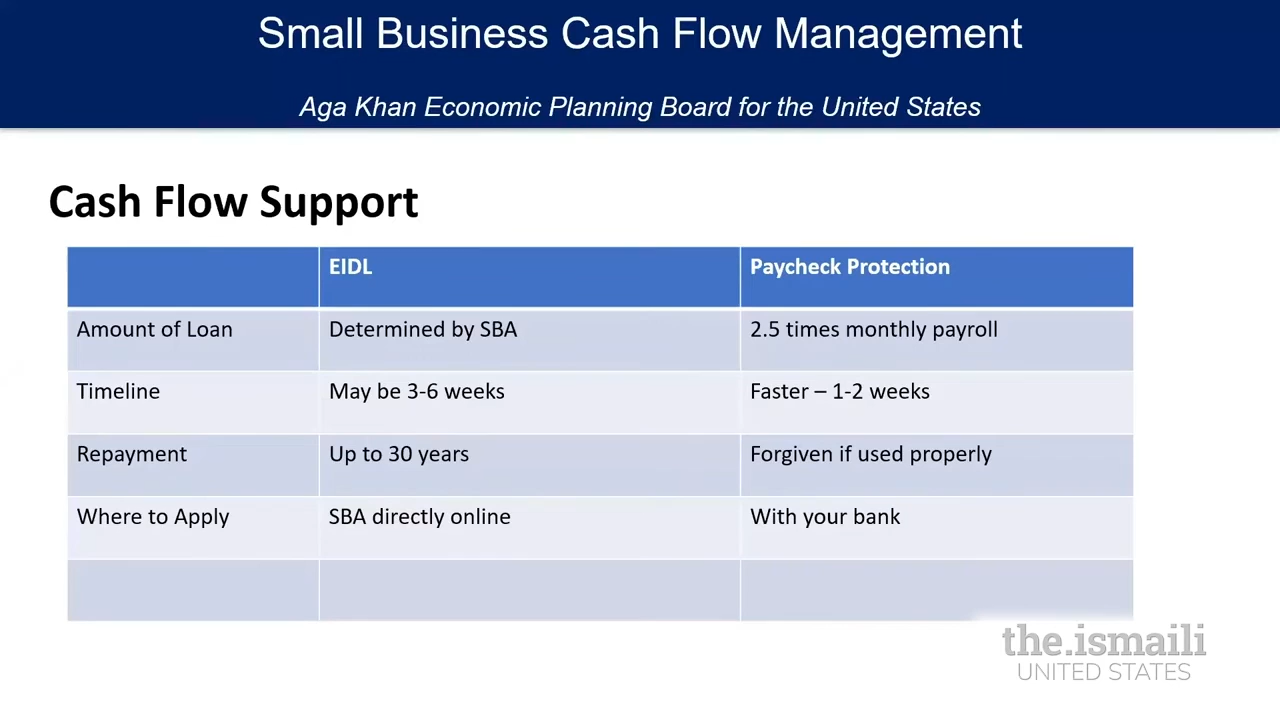 Small Business Cash Flow Management
Aga Khan Economic Planning Board for the United States
Cash Flow Support
EIDL Paycheck Protection
Amount of Loan Determined by SBA 2.5 times monthly payroll
Timeline May be 3-6 weeks Faster – 1-2 weeks
Repayment Up to 30 years Forgiven if used properly
Where to Apply SBA directly online With your bank
the.ismaili
UNITED STATES